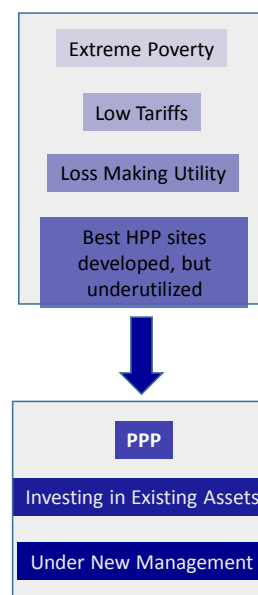 Extreme Poverty
Low Tariffs
Loss Making Utility
Best HPP sites
developed, but
underutilized
PPP
Investing in Existing Assets
Under New Management